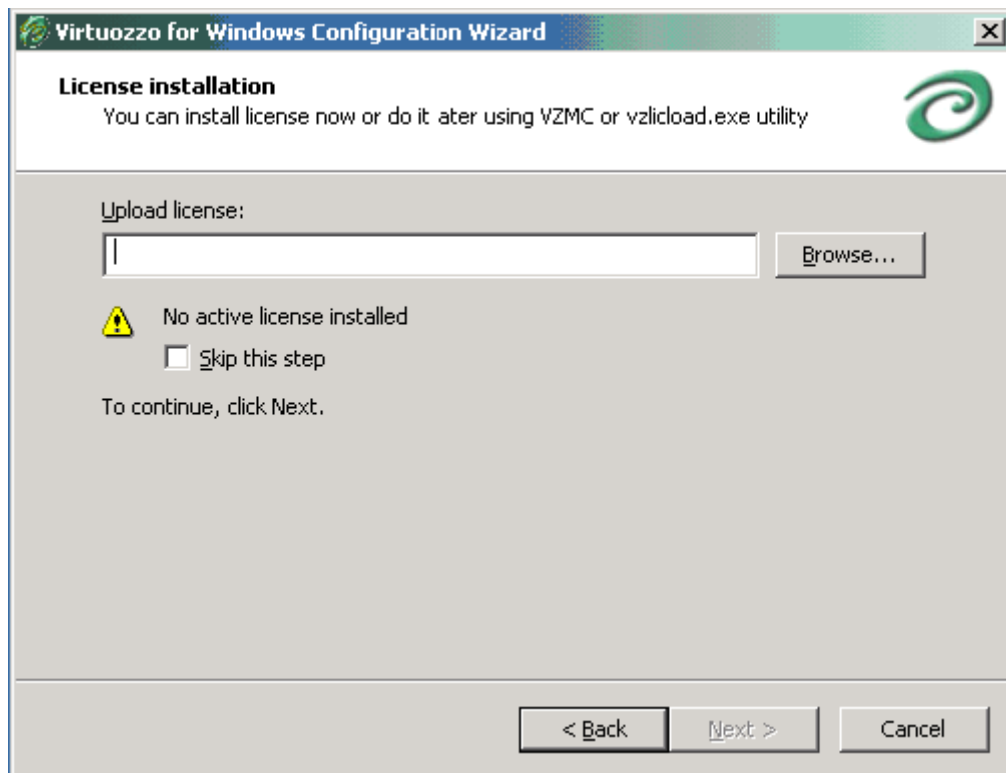 Virtuozzo for Windows Configuration Wizard
License installation
You can install license now or do it ater using VZMC or vzlicload.exe utility
Upload license:
Browse...
No active license installed
Skip this step
To continue, click Next.
< Back
Next >
Cancel